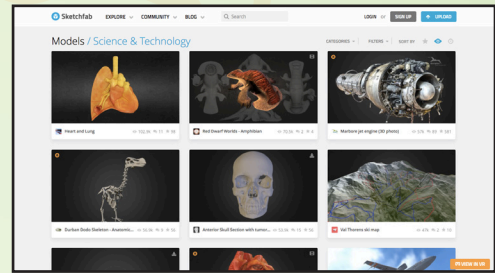 Sketchfab EXPLORE COMMUNITY BLOG Search LOGIN or SIGN UP + UPLOAD
Models / Science & Technology
CATEGORIES FILTERS SORT BY
Heart and Lung
Red Dwarf Worlds - Amphibian
Marbore jet engine (3D photo)
Durban Dodo Skeleton - Anatomic...
Anterior Skull Section with tumor...
Val Thorens ski map
VIEW IN VR